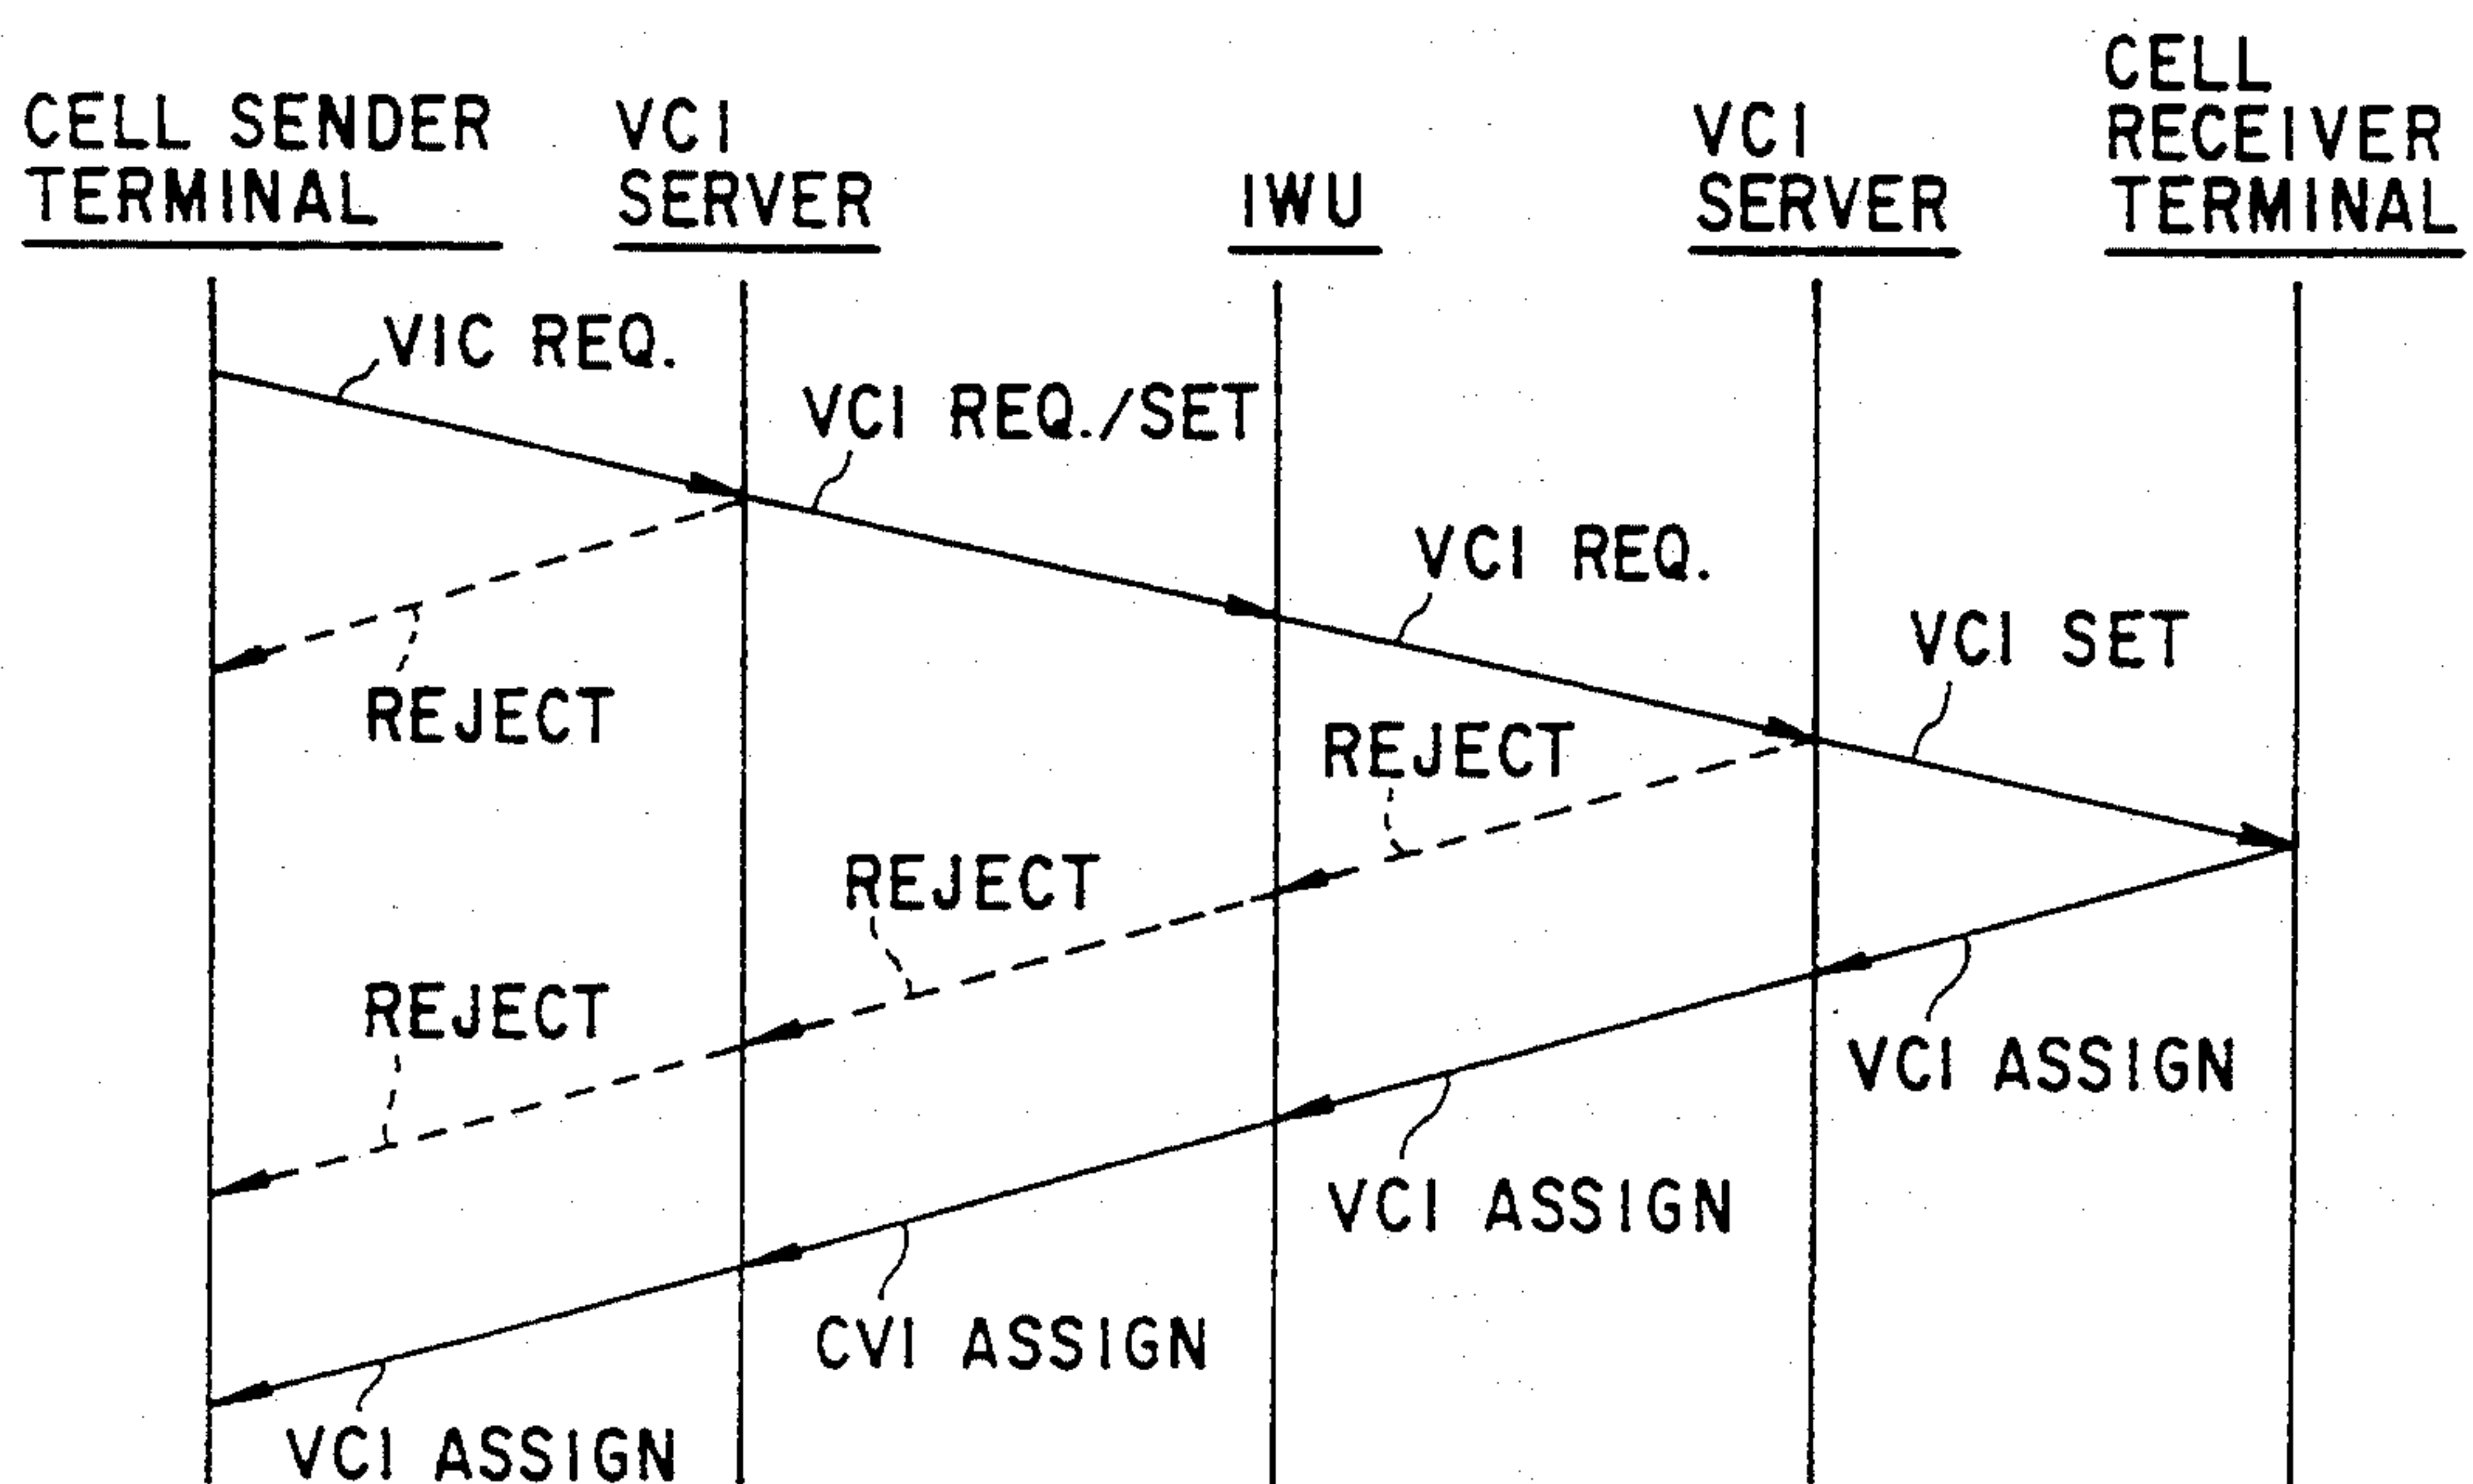 CELL SENDER
TERMINAL
VCI
SERVER
IWU
VCI
SERVER
CELL
RECEIVER
TERMINAL
VIC REQ.
VCI REQ./SET
VCI REQ.
VCI SET
REJECT
REJECT
REJECT
REJECT
VCI ASSIGN
VCI ASSIGN
CVI ASSIGN
VCI ASSIGN